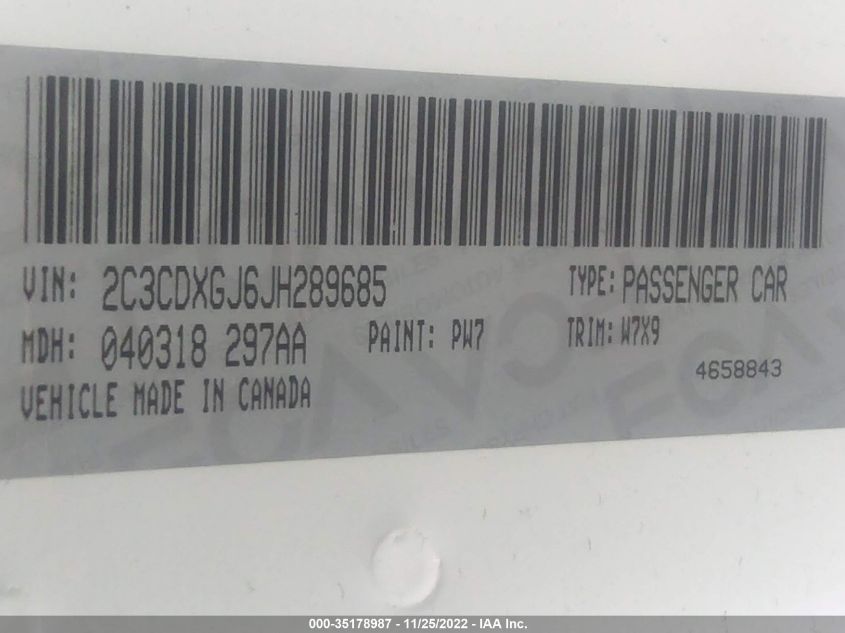 VIN: 2C3CDXGJ6JH289685 TYPE: PASSENGER CAR
MDH: 040318 297AA PAINT: PW7 TRIM: W7X9
4658843
VEHICLE MADE IN CANADA
000-35178987 - 11/25/2022 - IAA Inc.